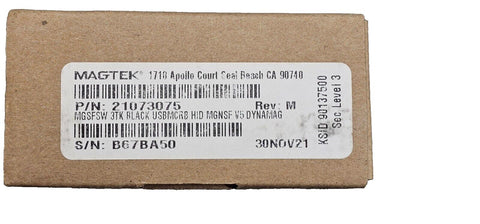 MAGTEK® 1710 Apollo Court Seal Beach CA 90740
P/N: 21073075 Rev: M
MGSFSW 3TK BLACK USBMCRB HID MGNSF V5 DYNAMAG
S/N: B67BA50 30NOV21
KSID 90137500
Sec Level 3